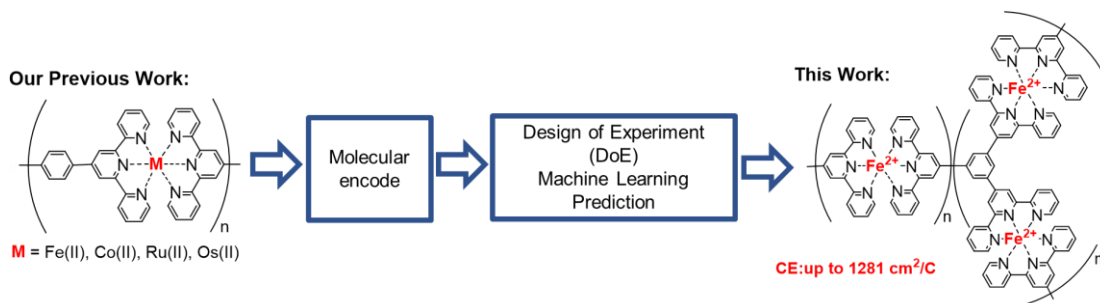 Our Previous Work:
N
N
N
M
N
N
N
n
M = Fe(II), Co(II), Ru(II), Os(II)
Molecular
encode
Design of Experiment
(DoE)
Machine Learning
Prediction
This Work:
N
N
N
Fe2+
N
N
N
n
N
N
N
Fe2+
N
N
N
N
N
N
Fe2+
N
N
N
n
CE:up to 1281 cm2/C